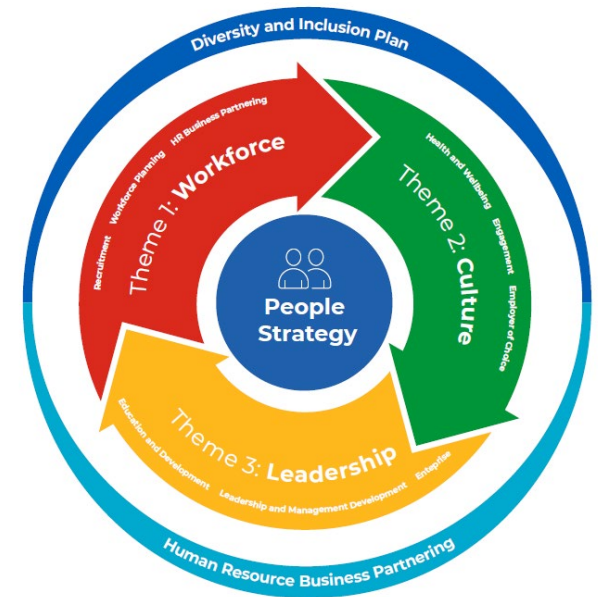 Diversity and Inclusion Plan
Recruitment
Workforce Planning
HR Business Partnering
Theme 1: Workforce
Health and Wellbeing
Engagement
Employer of Choice
Theme 2: Culture
People
Strategy
Theme 3: Leadership
Education and Development
Leadership and Management Development
Enteprise
Human Resource Business Partnering